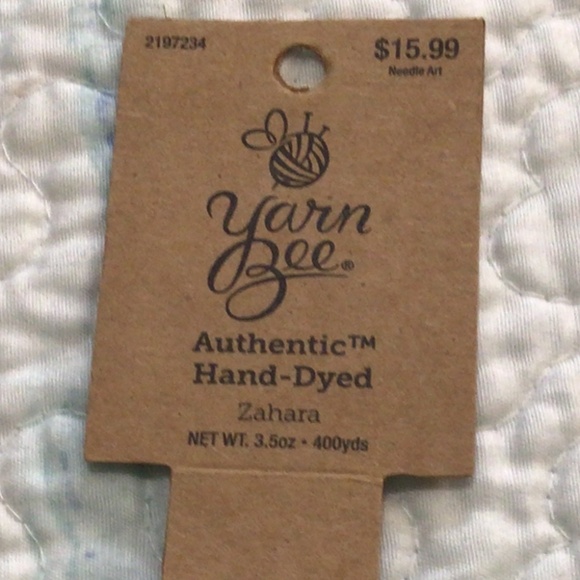 2197234
$15.99
Needle Art
Yarn
Bee®
Authentic™
Hand-Dyed
Zahara
NET WT. 3.5oz • 400yds